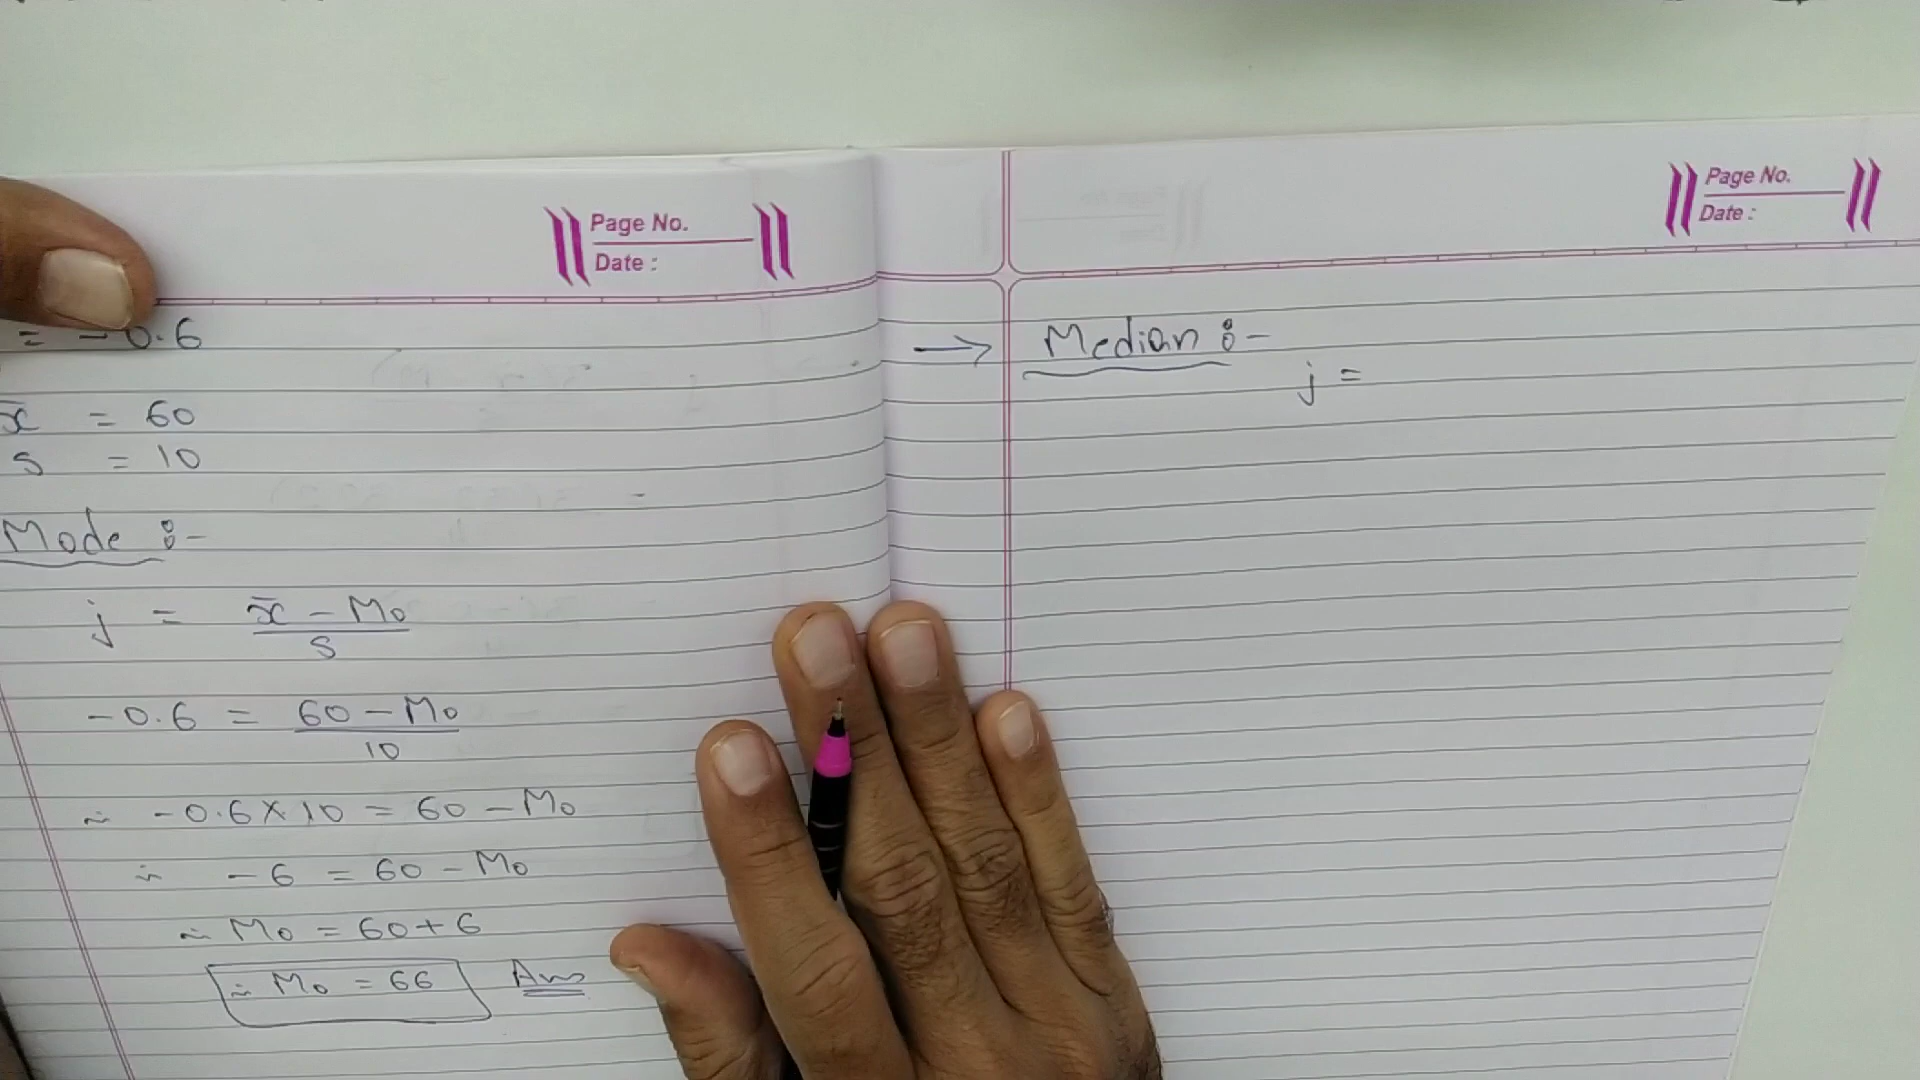 Page No.
Date :
= -0.6
x̄ = 60
s = 10
Mode :-
j = x̄ - Mo / s
-0.6 = 60 - Mo / 10
∴ -0.6 × 10 = 60 - Mo
∴ -6 = 60 - Mo
∴ Mo = 60 + 6
∴ Mo = 66 Ans
Page No.
Date :
→ Median :-
j =